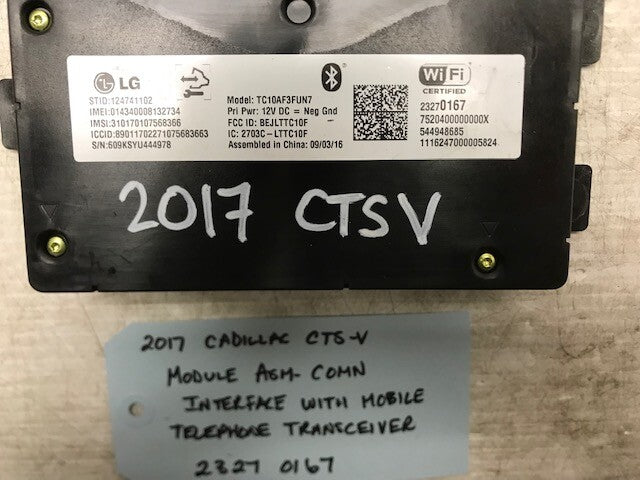 LG
STID:124741102
IMEI:014340008132734
IMSI:310170107568366
ICCID:89011702271075683663
S/N:609KSYU444978
Model: TC10AF3FUN7
Pri Pwr: 12V DC = Neg Gnd
FCC ID: BEJLTTC10F
IC: 2703C-LTTC10F
Assembled in China: 09/03/16
WiFi
CERTIFIED
23270167
7520400000000X
544948685
1116247000005824
2017 CTSV
2017 CADILLAC CTS-V
MODULE ASM-COMN
INTERFACE WITH MOBILE
TELEPHONE TRANSCEIVER
2327 0167